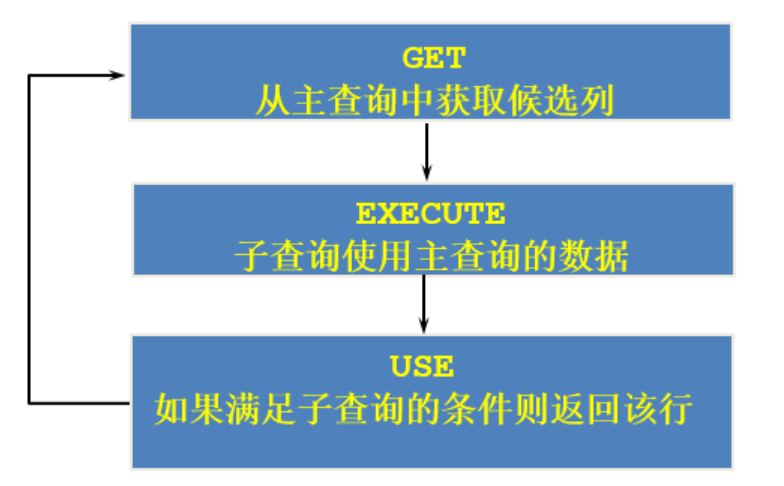 GET
从主查询中获取候选列
EXECUTE
子查询使用主查询的数据
USE
如果满足子查询的条件则返回该行